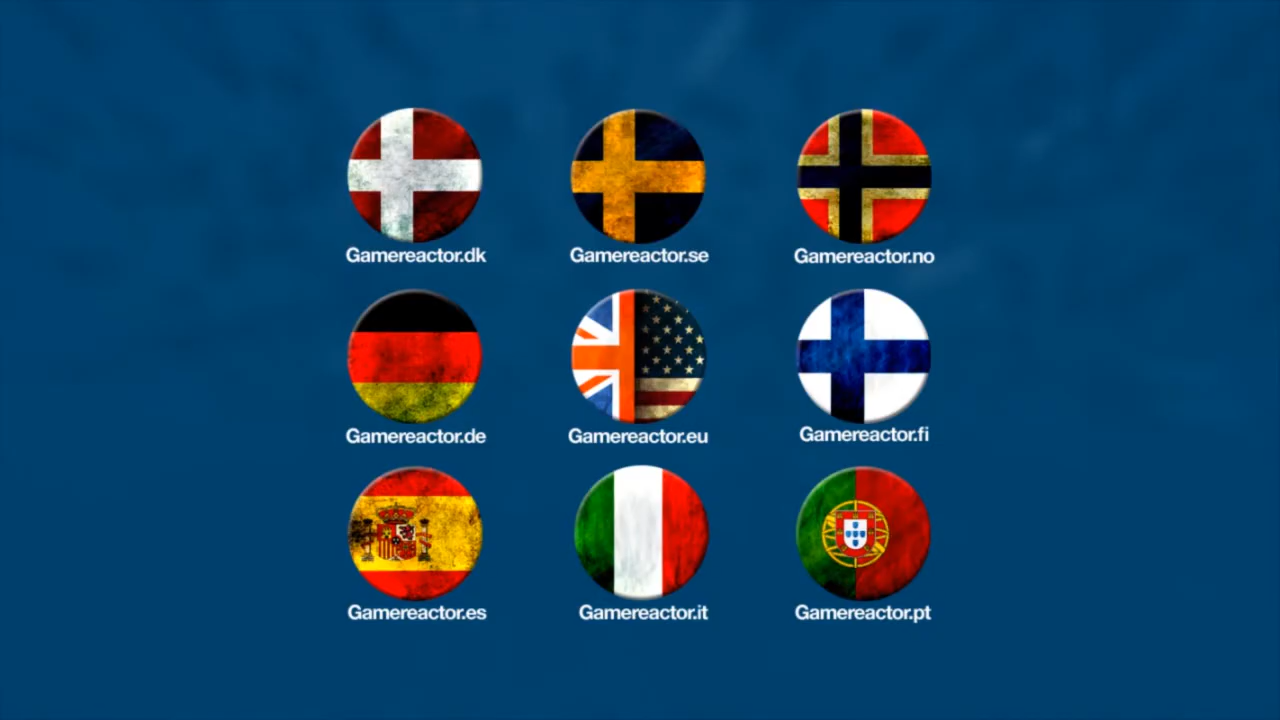 Gamereactor.dk
Gamereactor.se
Gamereactor.no
Gamereactor.de
Gamereactor.eu
Gamereactor.fi
Gamereactor.es
Gamereactor.it
Gamereactor.pt